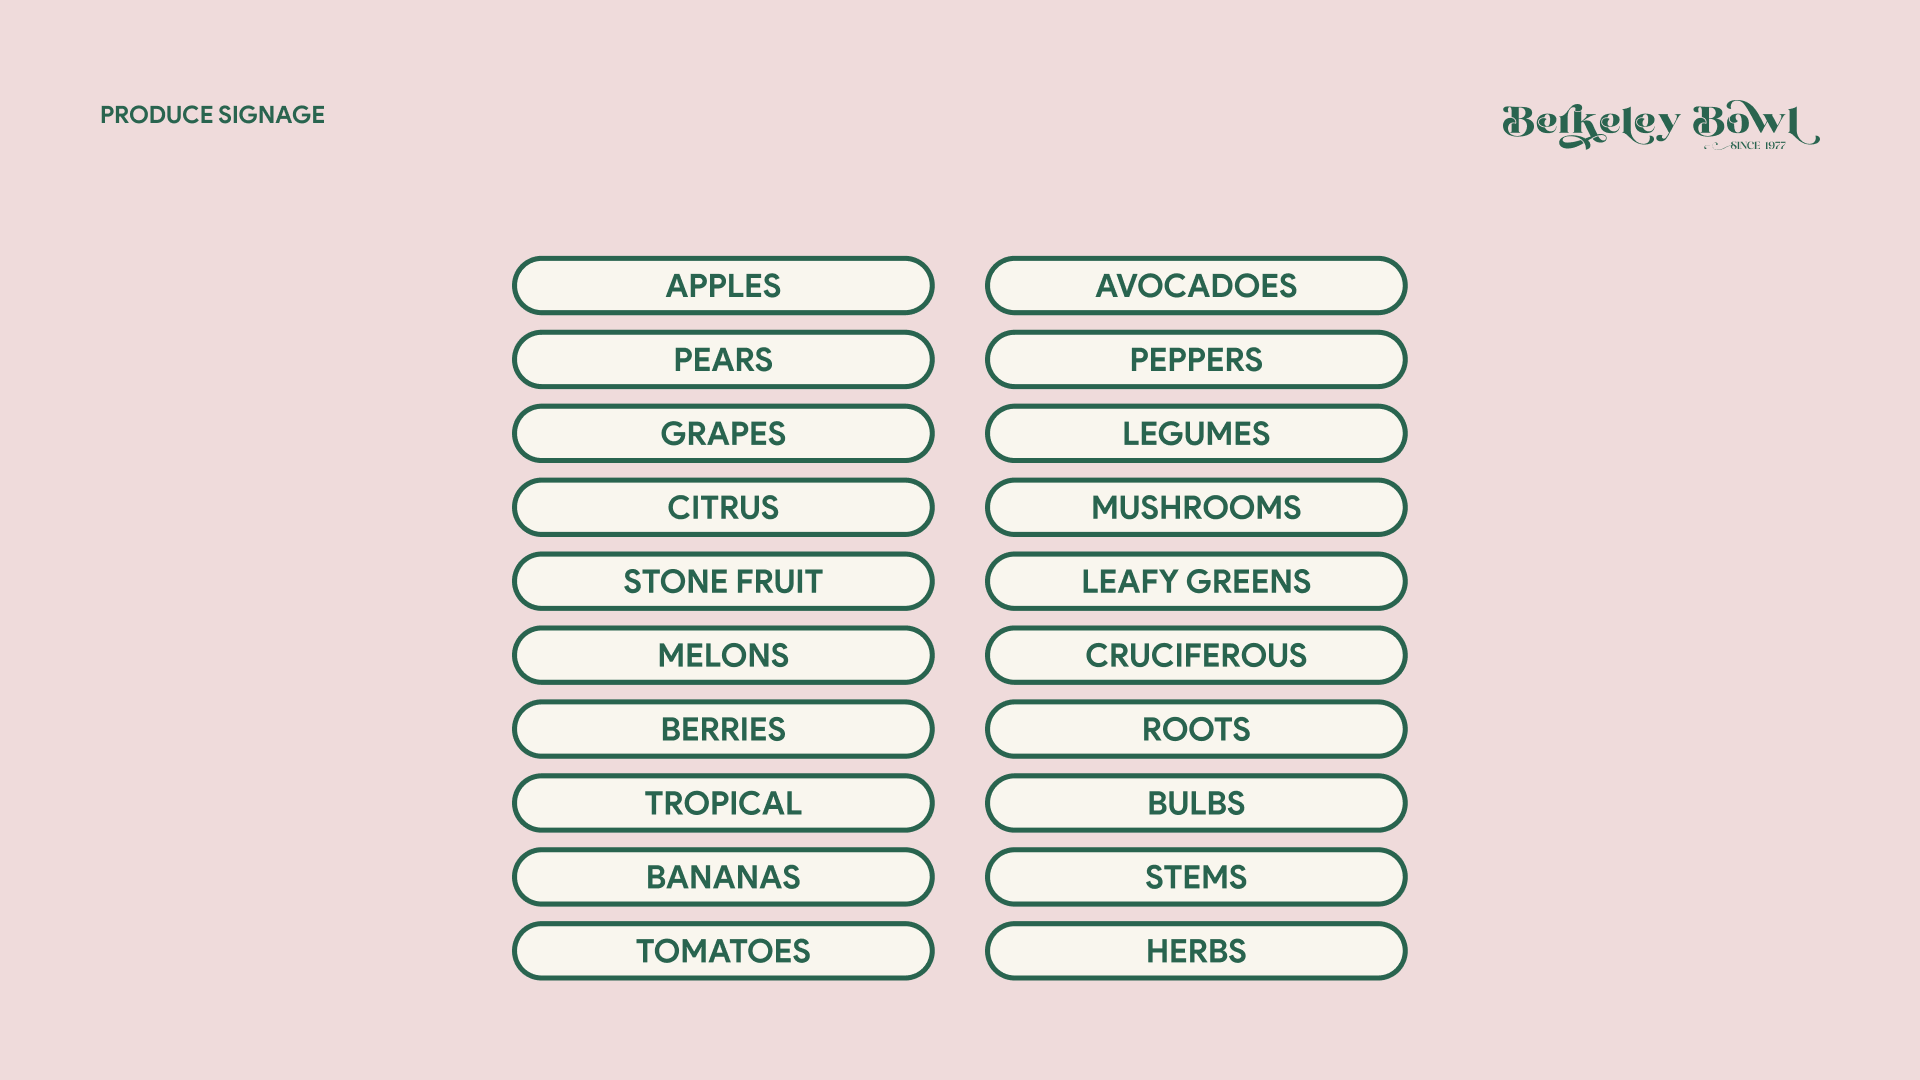 PRODUCE SIGNAGE
Berkeley Bowl
SINCE 1977
APPLES
PEARS
GRAPES
CITRUS
STONE FRUIT
MELONS
BERRIES
TROPICAL
BANANAS
TOMATOES
AVOCADOES
PEPPERS
LEGUMES
MUSHROOMS
LEAFY GREENS
CRUCIFEROUS
ROOTS
BULBS
STEMS
HERBS